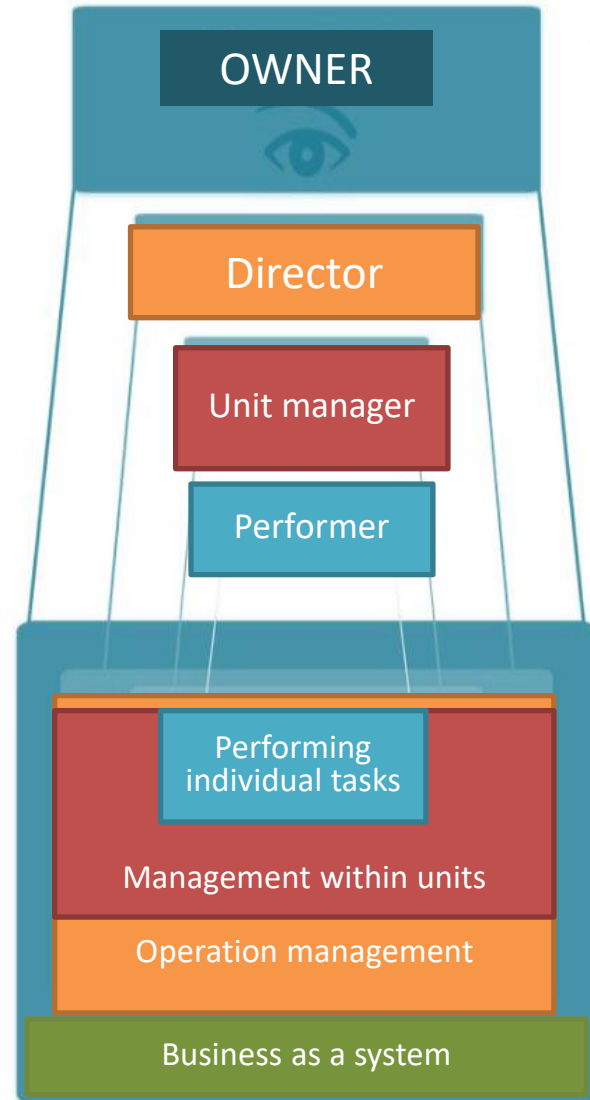 OWNER
Director
Unit manager
Performer
Performing
individual tasks
Management within units
Operation management
Business as a system